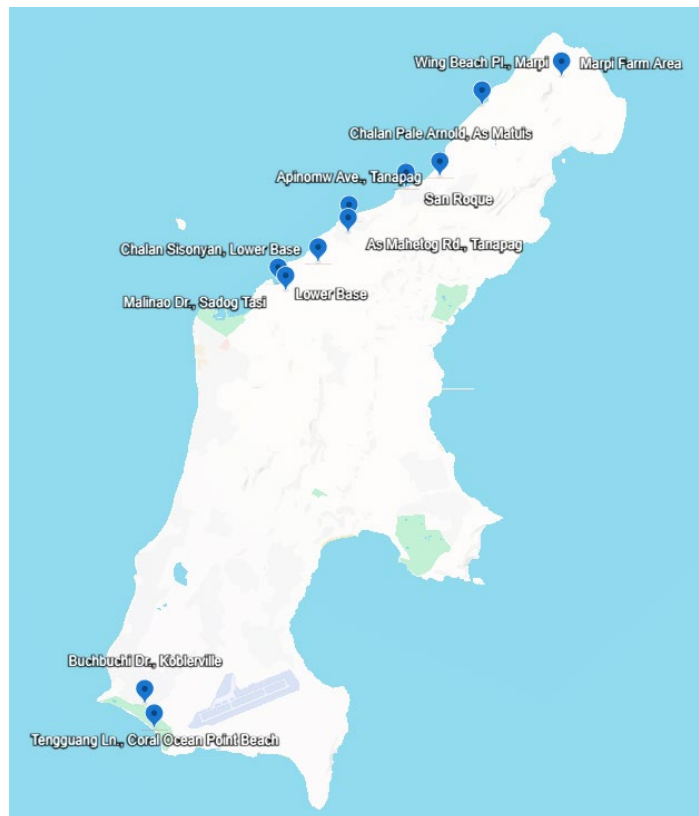 Wing Beach Pl., Marpi
Marpi Farm Area
Chalan Pale Arnold, As Matuis
Apinomw Ave., Tanapag
San Roque
As Mahetog Rd., Tanapag
Chalan Sisonyan, Lower Base
Lower Base
Malinao Dr., Sadog Tasi
Buchbuchi Dr., Koblerville
Tengguang Ln., Coral Ocean Point Beach